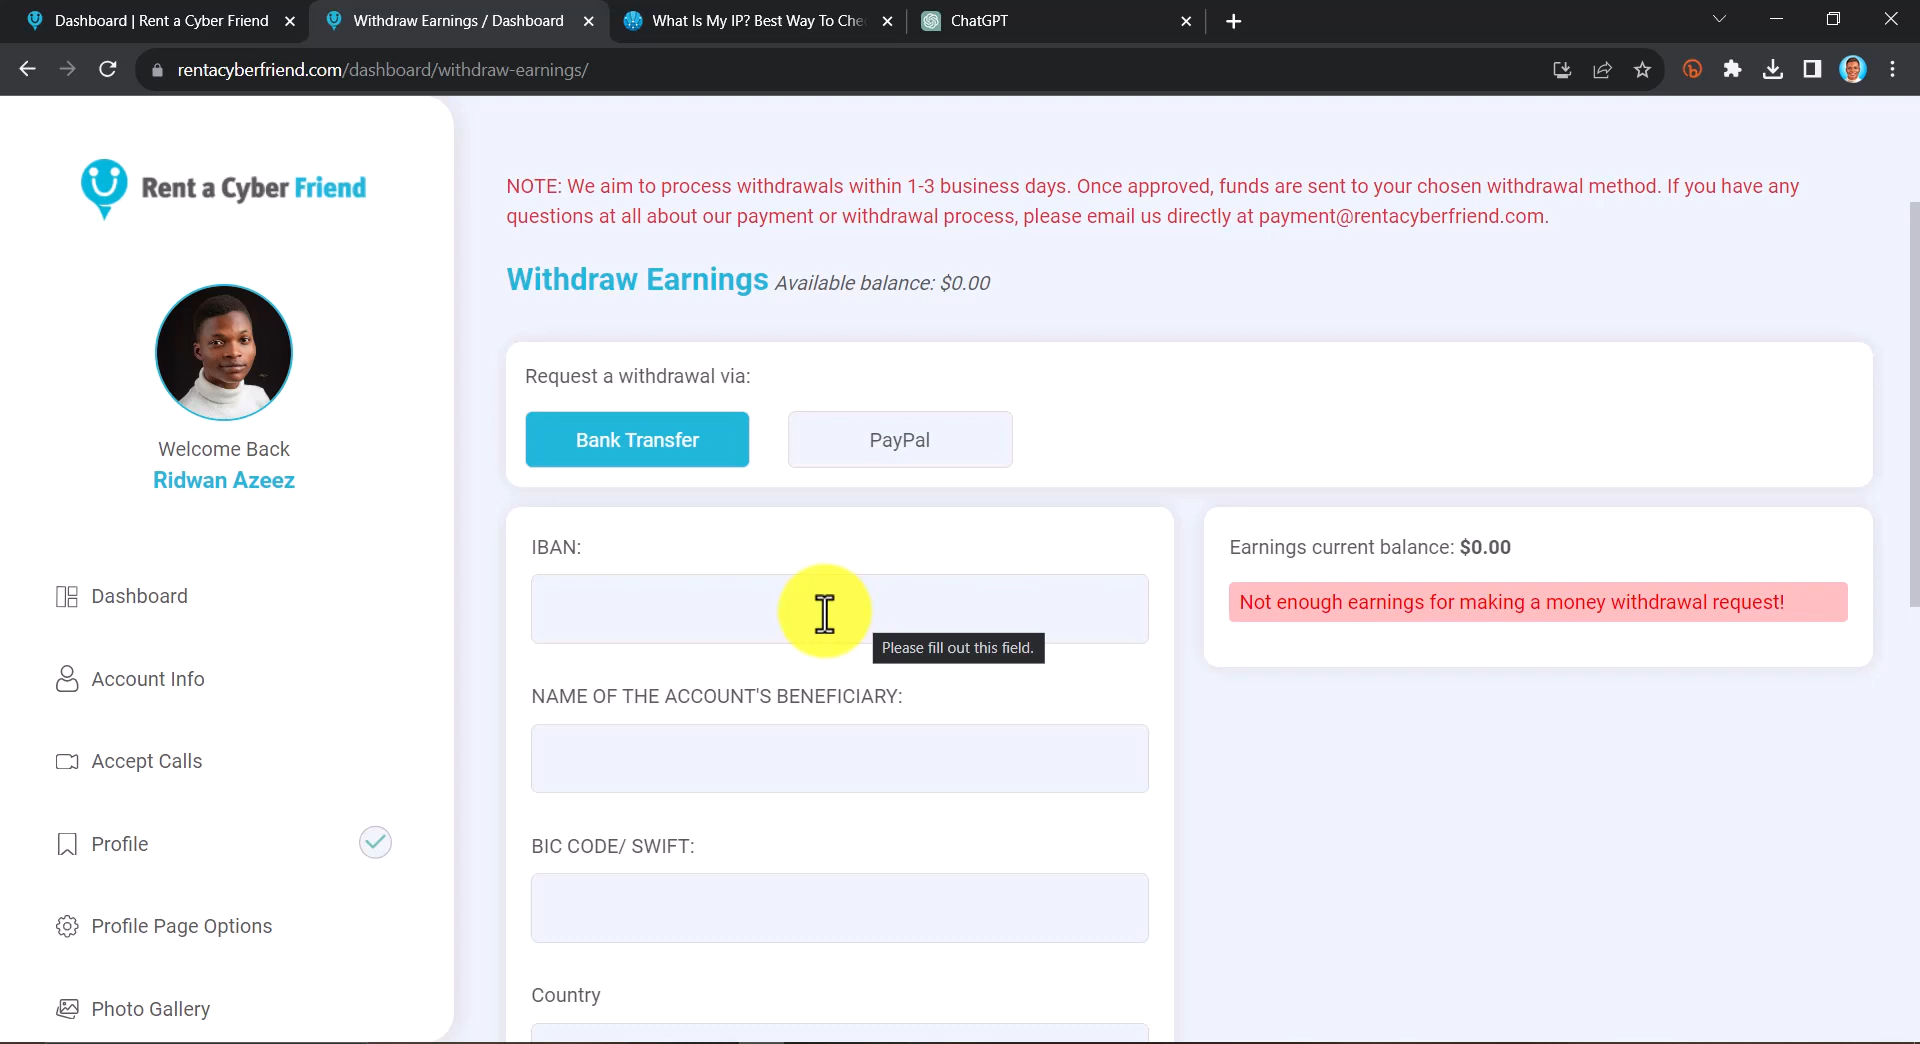 Dashboard | Rent a Cyber Friend
Withdraw Earnings / Dashboard
What Is My IP? Best Way To Che
ChatGPT
rentacyberfriend.com/dashboard/withdraw-earnings/
Rent a Cyber Friend
Welcome Back
Ridwan Azeez
Dashboard
Account Info
Accept Calls
Profile
Profile Page Options
Photo Gallery
NOTE: We aim to process withdrawals within 1-3 business days. Once approved, funds are sent to your chosen withdrawal method. If you have any
questions at all about our payment or withdrawal process, please email us directly at payment@rentacyberfriend.com.
Withdraw Earnings Available balance: $0.00
Request a withdrawal via:
Bank Transfer
PayPal
IBAN:
Please fill out this field.
NAME OF THE ACCOUNT'S BENEFICIARY:
BIC CODE/ SWIFT:
Country
Earnings current balance: $0.00
Not enough earnings for making a money withdrawal request!